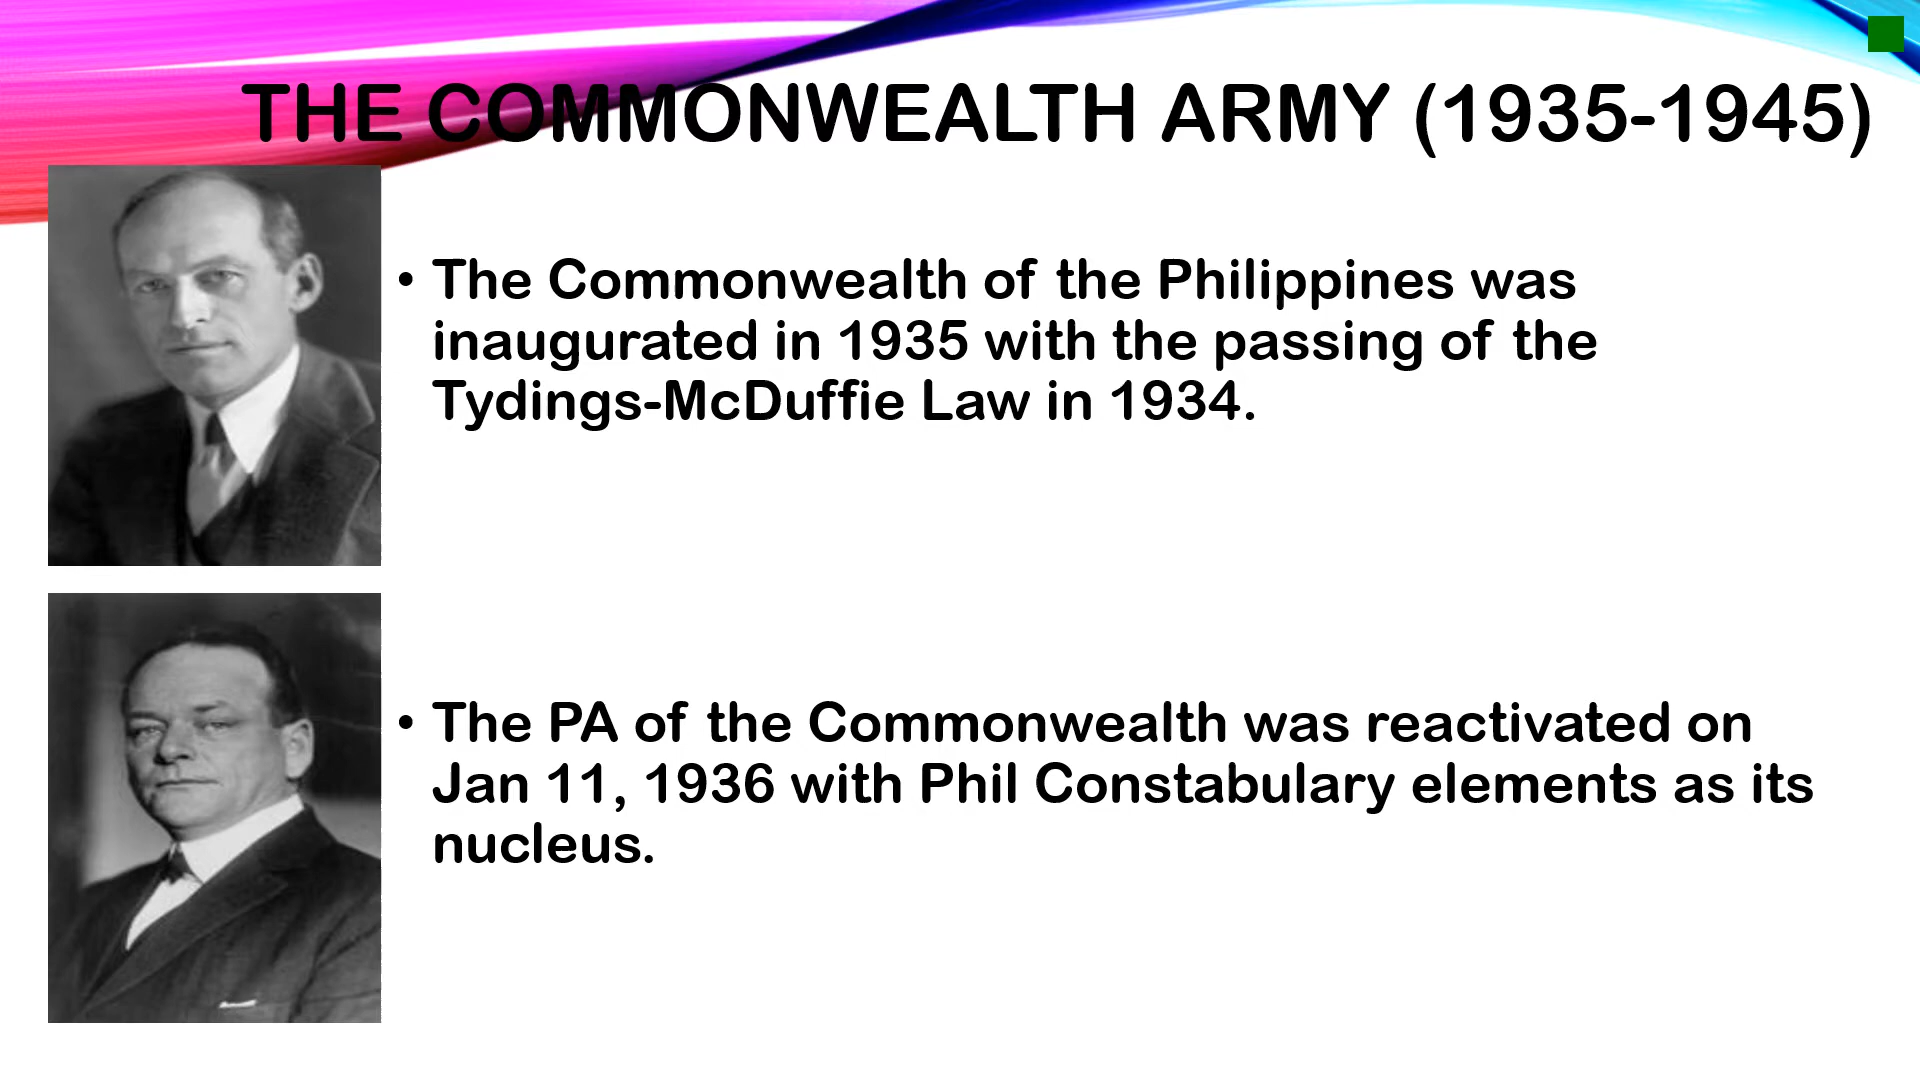 THE COMMONWEALTH ARMY (1935-1945)
• The Commonwealth of the Philippines was
inaugurated in 1935 with the passing of the
Tydings-McDuffie Law in 1934.
• The PA of the Commonwealth was reactivated on
Jan 11, 1936 with Phil Constabulary elements as its
nucleus.